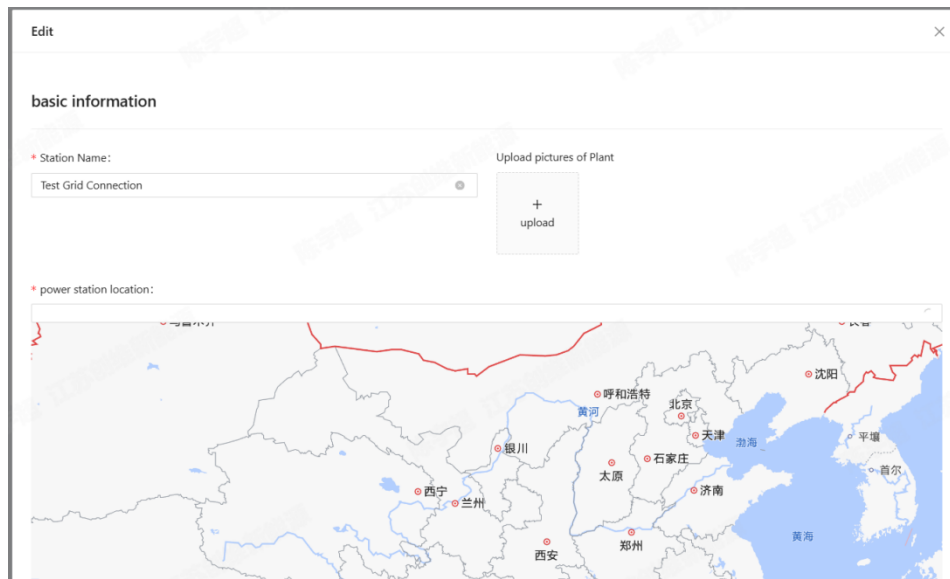 Edit
basic information
* Station Name:
Upload pictures of Plant
Test Grid Connection
+
upload
* power station location:
沈阳
呼和浩特
北京
黄河
天津
渤海
平壤
银川
石家庄
太原
首尔
西宁
济南
兰州
郑州
黄海
西安